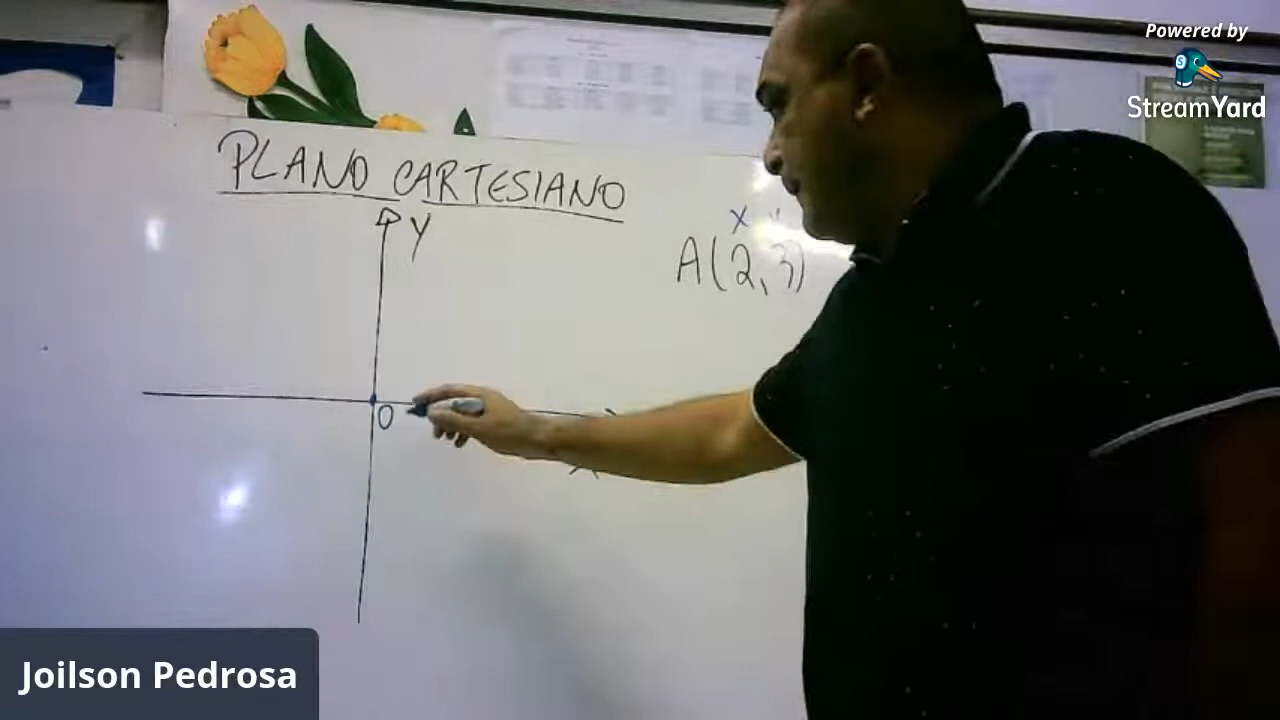 Powered by
StreamYard
PLANO CARTESIANO
Y
X
A(2,3)
0
X
Joilson Pedrosa